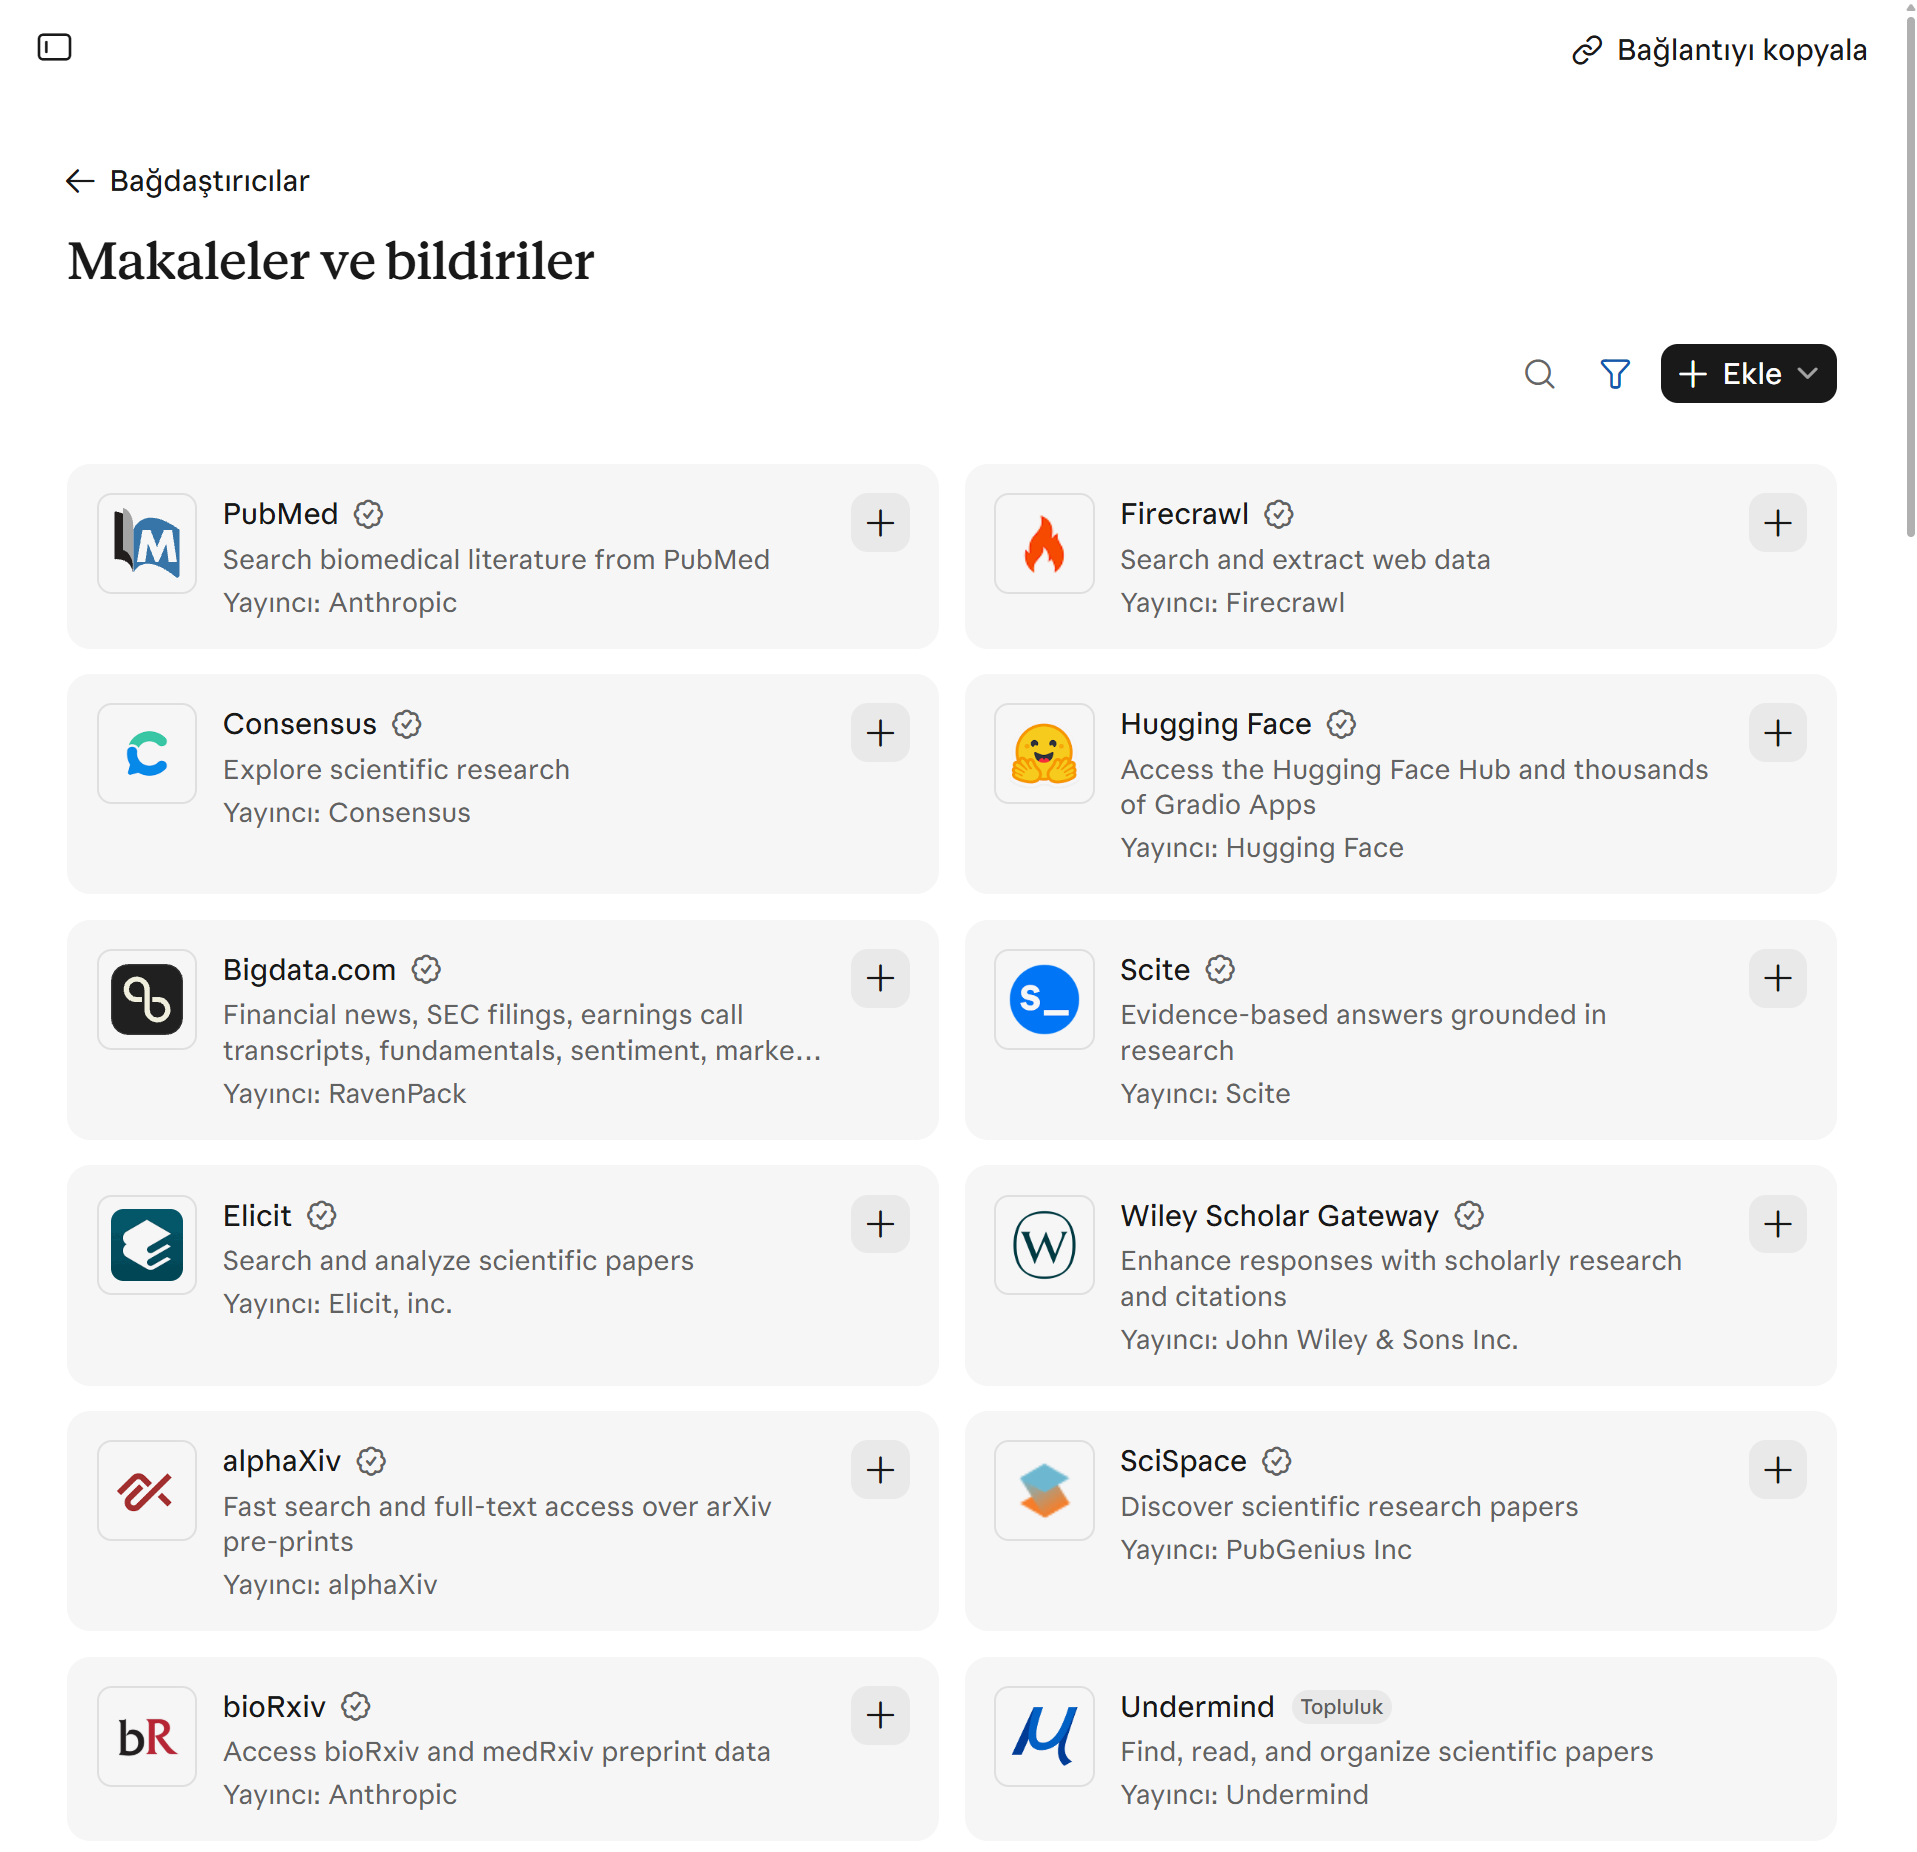 Bağlantıyı kopyala
Bağdaştırıcılar
Makaleler ve bildiriler
Ekle
PubMed
Search biomedical literature from PubMed
Yayıncı: Anthropic
Firecrawl
Search and extract web data
Yayıncı: Firecrawl
Consensus
Explore scientific research
Yayıncı: Consensus
Hugging Face
Access the Hugging Face Hub and thousands
of Gradio Apps
Yayıncı: Hugging Face
Bigdata.com
Financial news, SEC filings, earnings call
transcripts, fundamentals, sentiment, marke...
Yayıncı: RavenPack
S_
Scite
Evidence-based answers grounded in
research
Yayıncı: Scite
Elicit
Search and analyze scientific papers
Yayıncı: Elicit, inc.
W
Wiley Scholar Gateway
Enhance responses with scholarly research
and citations
Yayıncı: John Wiley & Sons Inc.
alphaXiv
Fast search and full-text access over arXiv
pre-prints
Yayıncı: alphaXiv
SciSpace
Discover scientific research papers
Yayıncı: PubGenius Inc
bR
bioRxiv
Access bioRxiv and medRxiv preprint data
Yayıncı: Anthropic
Undermind Topluluk
Find, read, and organize scientific papers
Yayıncı: Undermind